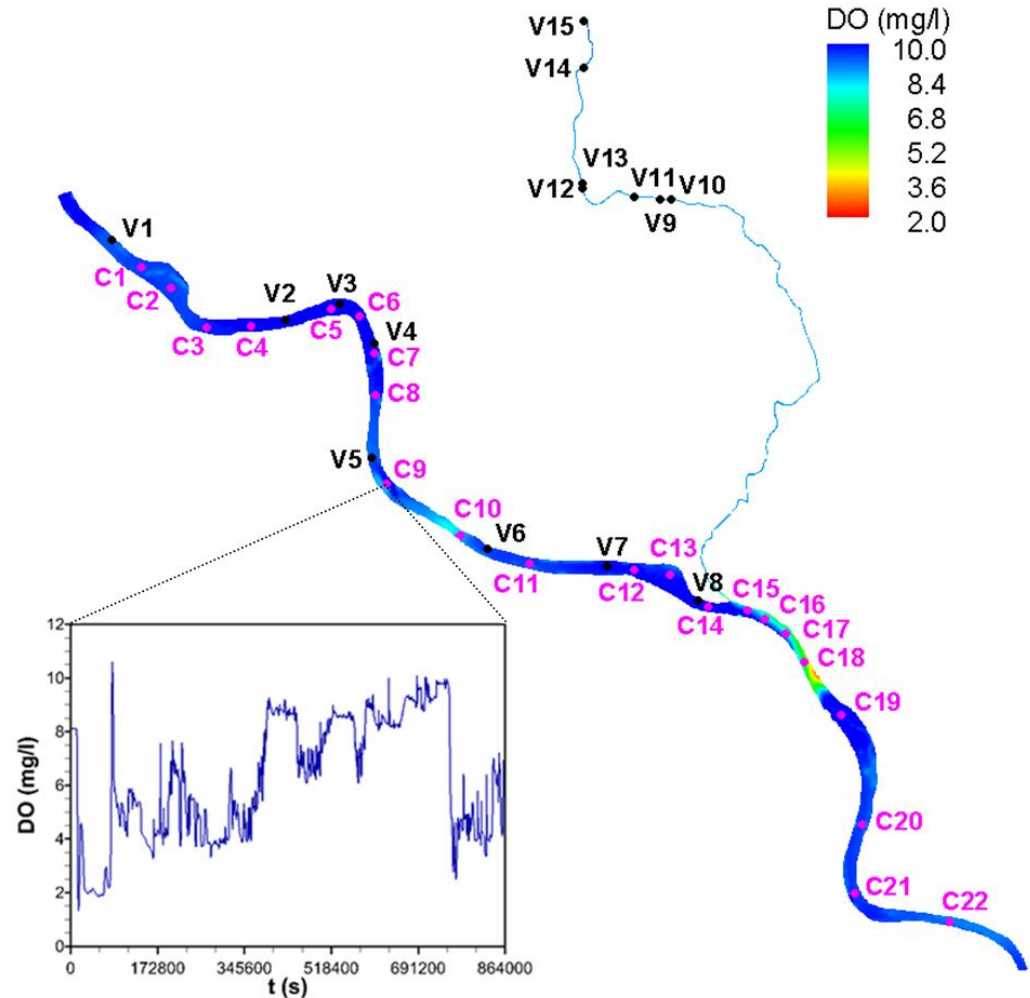 DO (mg/l)
10.0
8.4
6.8
5.2
3.6
2.0
V15
V14
V13
V12
V11
V10
V9
V1
C1
C2
C3
C4
V2
V3
C5
C6
V4
C7
C8
V5
C9
C10
V6
C11
V7
C12
C13
V8
C14
C15
C16
C17
C18
C19
C20
C21
C22
12
10
8
6
4
2
0
DO (mg/l)
0 172800 345600 518400 691200 864000
t (s)